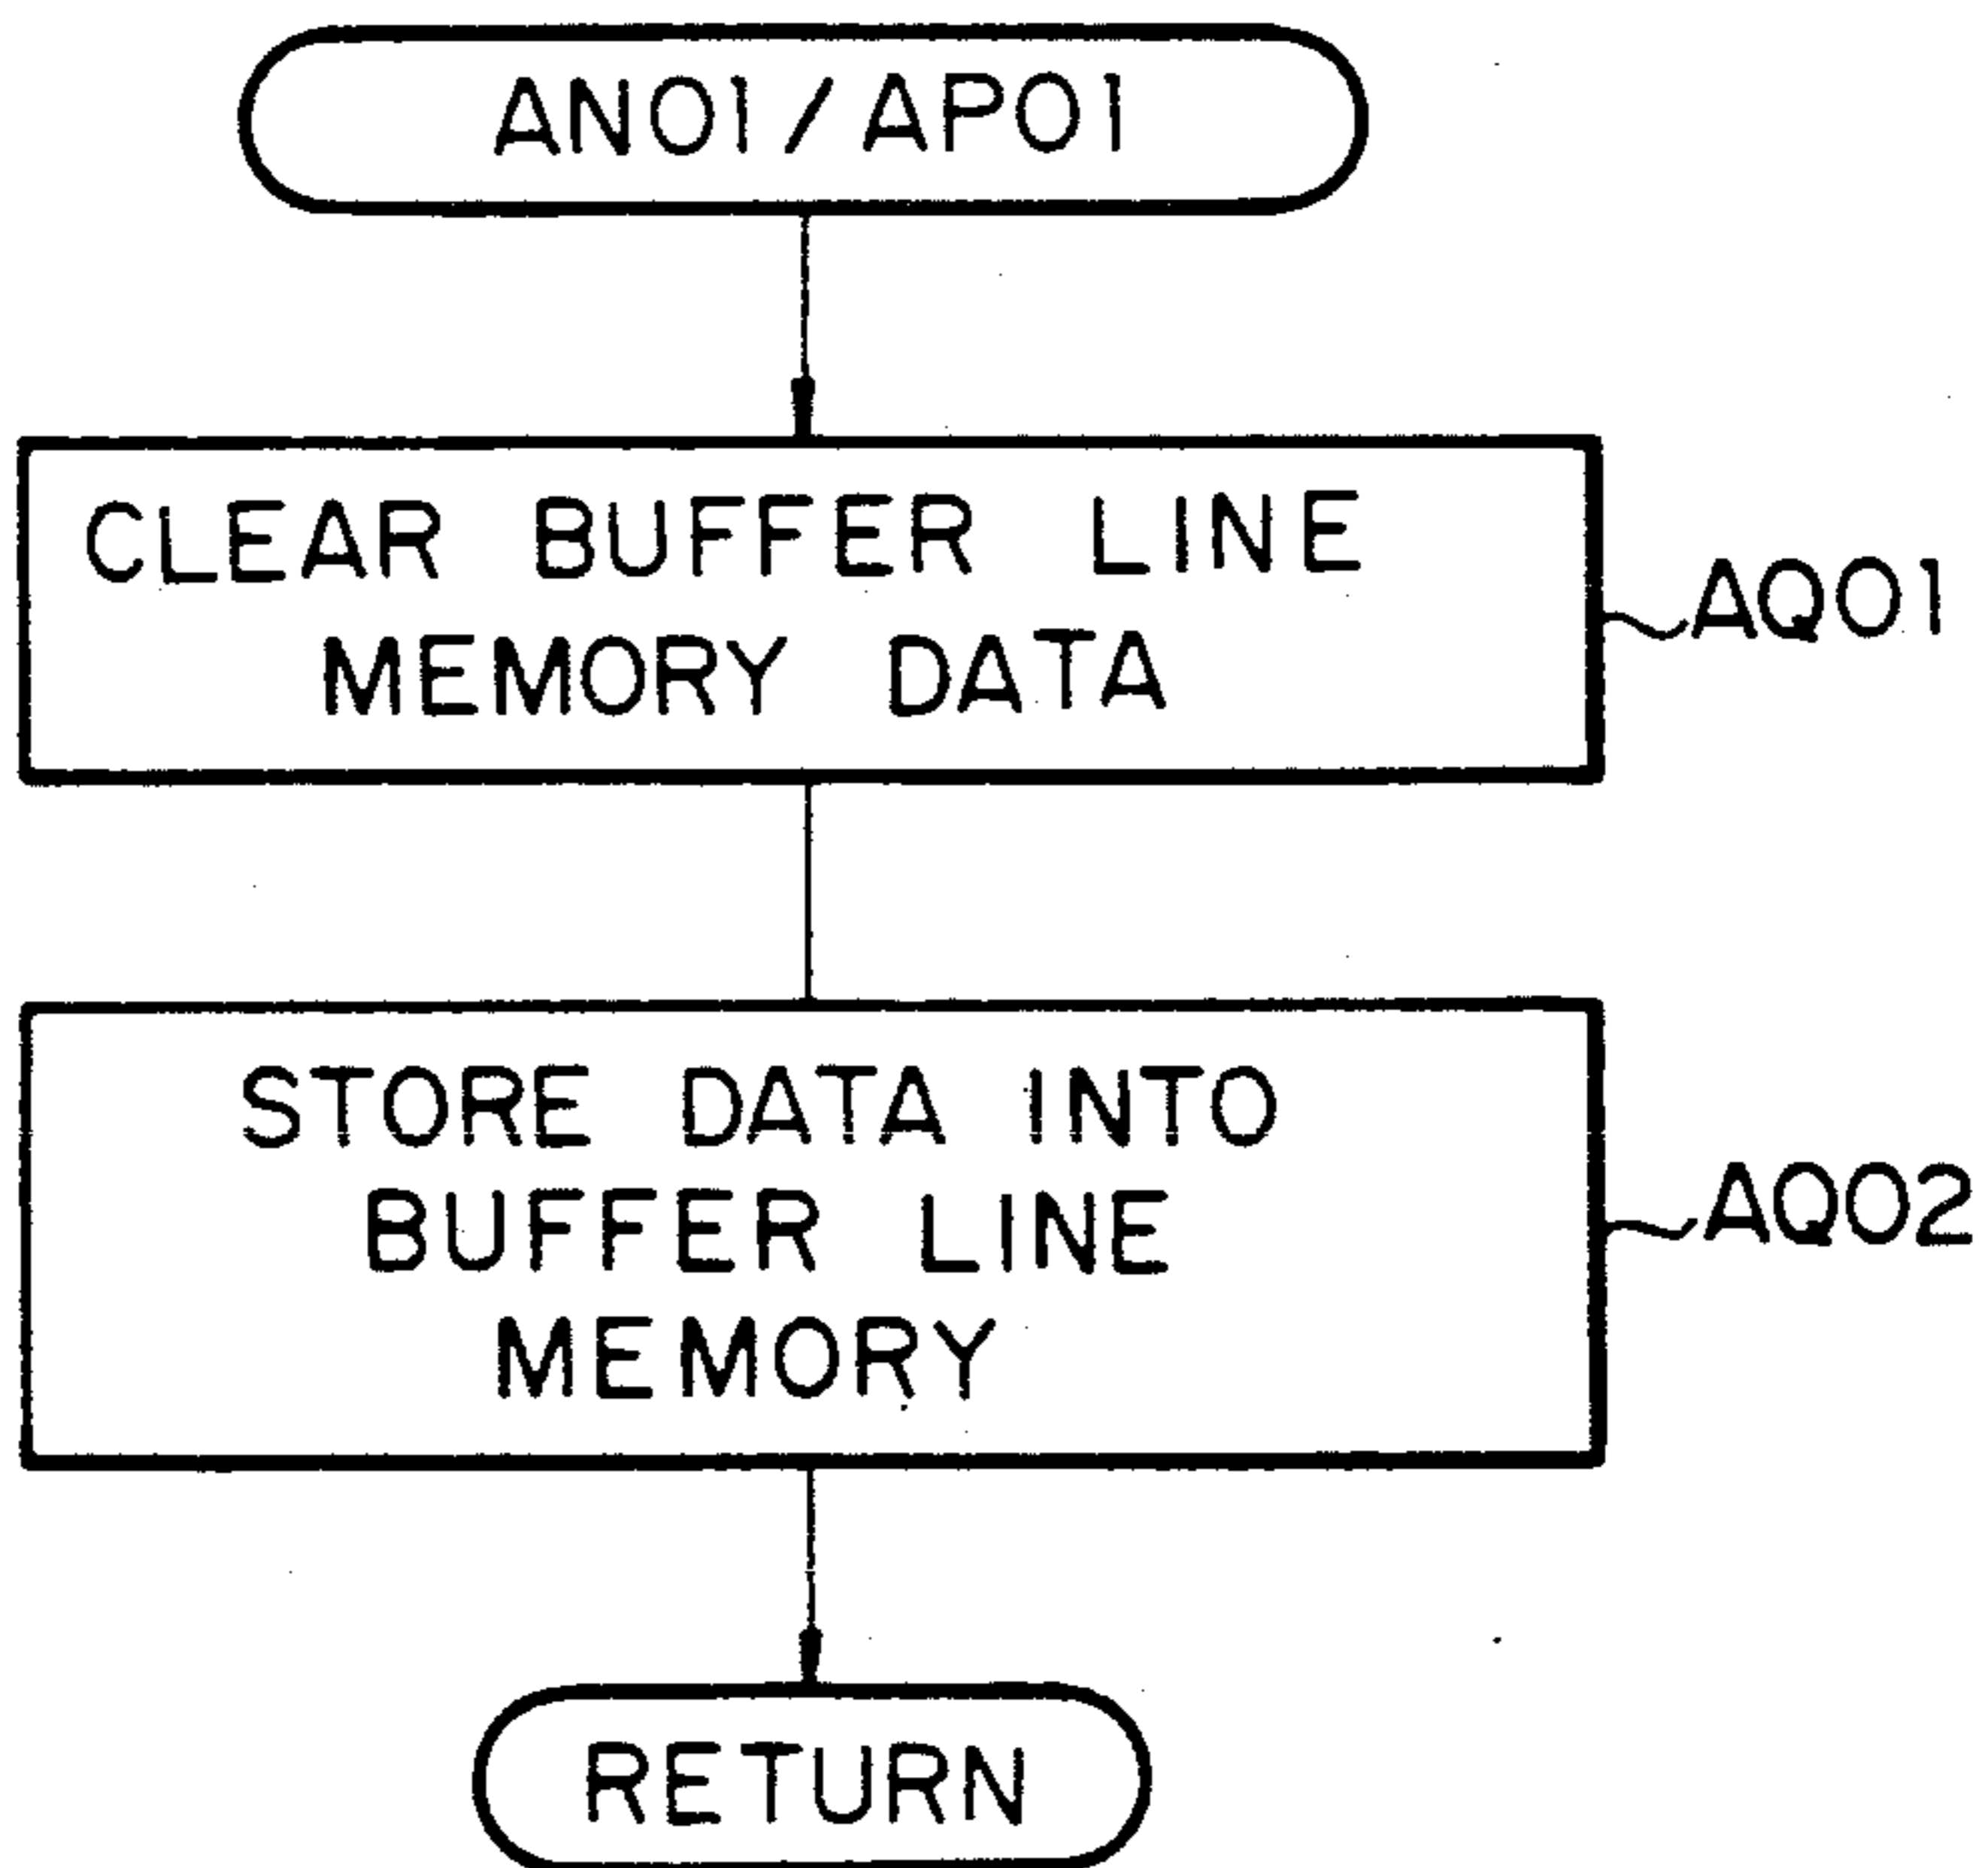 AN01/AP01
CLEAR BUFFER LINE
MEMORY DATA
AQ01
STORE DATA INTO
BUFFER LINE
MEMORY
AQ02
RETURN